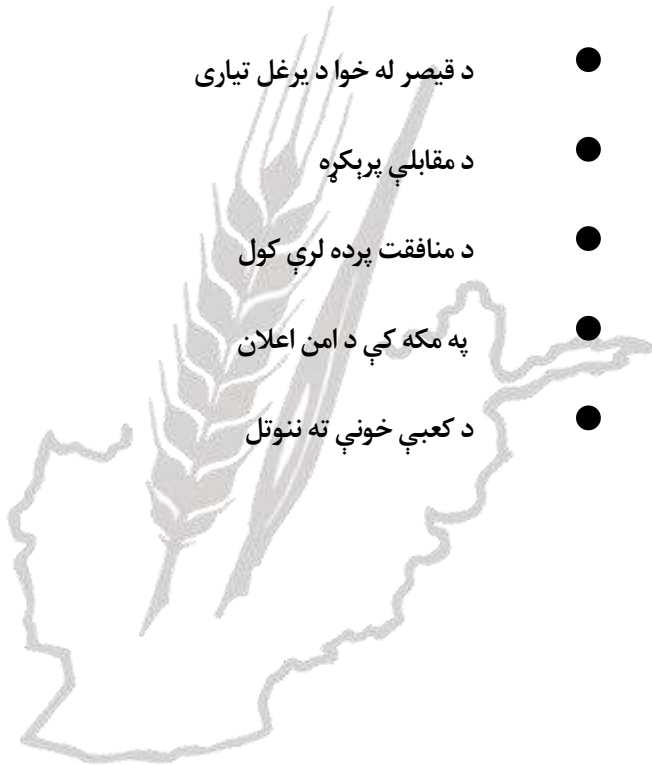 ● د قیصر له خوا د یرغل تیاری
● د مقابلې پرېکړه
● د منافقت پرده لرې کول
● په مکه کې د امن اعلان
● د کعبې خونې ته ننوتل